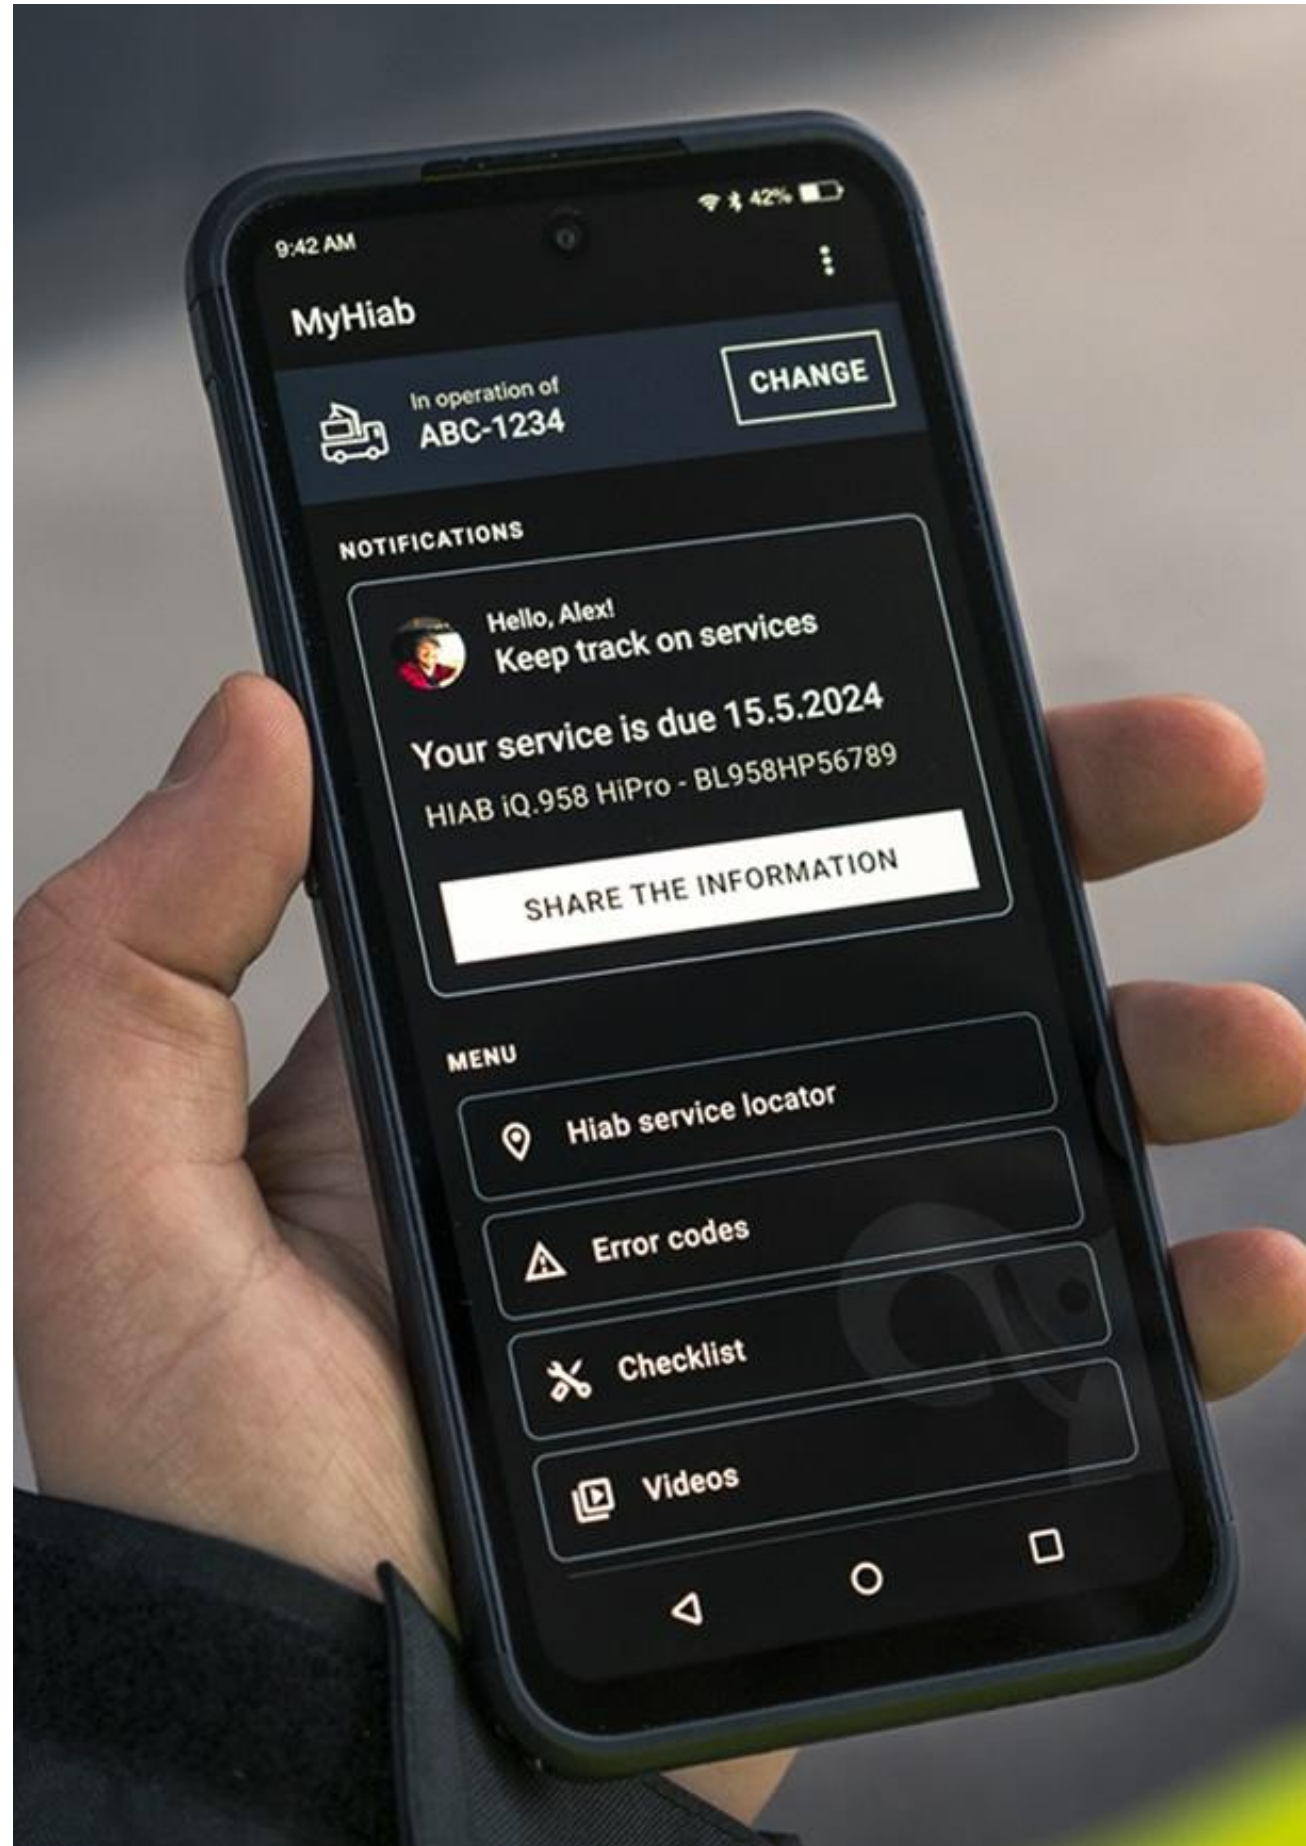 9:42 AM
42%
MyHiab
In operation of
ABC-1234
CHANGE
NOTIFICATIONS
Hello, Alex!
Keep track on services
Your service is due 15.5.2024
HIAB iQ.958 HiPro - BL958HP56789
SHARE THE INFORMATION
MENU
Hiab service locator
Error codes
Checklist
Videos